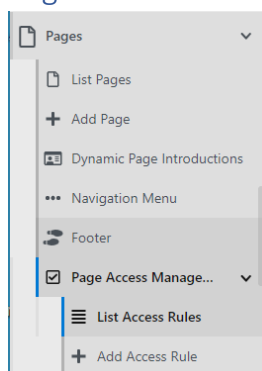 Pages
List Pages
Add Page
Dynamic Page Introductions
Navigation Menu
Footer
Page Access Manage...
List Access Rules
Add Access Rule